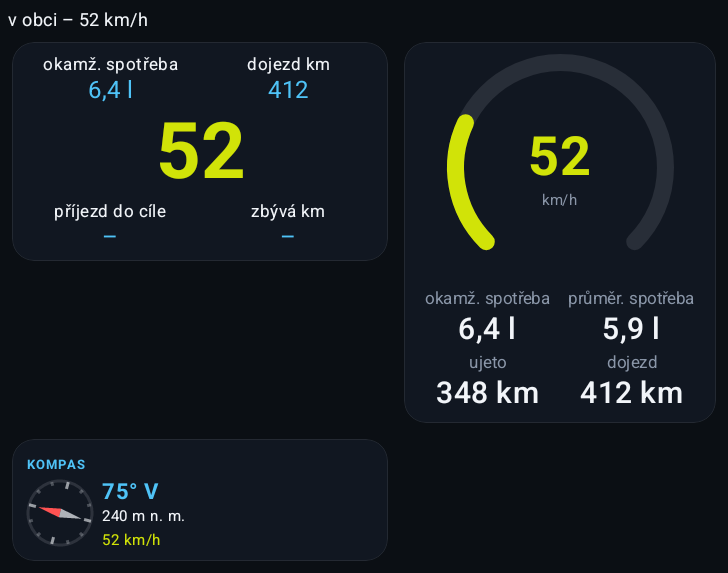 v obci – 52 km/h
okamž. spotřeba dojezd km
6,4 l 412
52
příjezd do cíle zbývá km
– –
52
km/h
okamž. spotřeba průměr. spotřeba
6,4 l 5,9 l
ujeto dojezd
348 km 412 km
KOMPAS
75° V
240 m n. m.
52 km/h